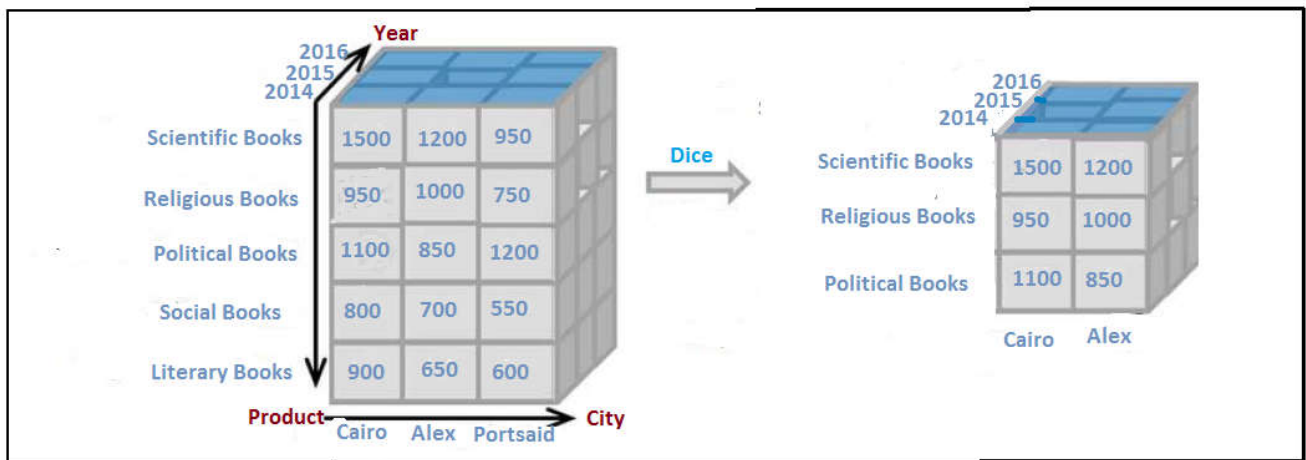 Year
2016
2015
2014
Scientific Books 1500 1200 950
Religious Books 950 1000 750
Political Books 1100 850 1200
Social Books 800 700 550
Literary Books 900 650 600
Product City
Cairo Alex Portsaid
Dice
2016
2015
2014
Scientific Books 1500 1200
Religious Books 950 1000
Political Books 1100 850
Cairo Alex